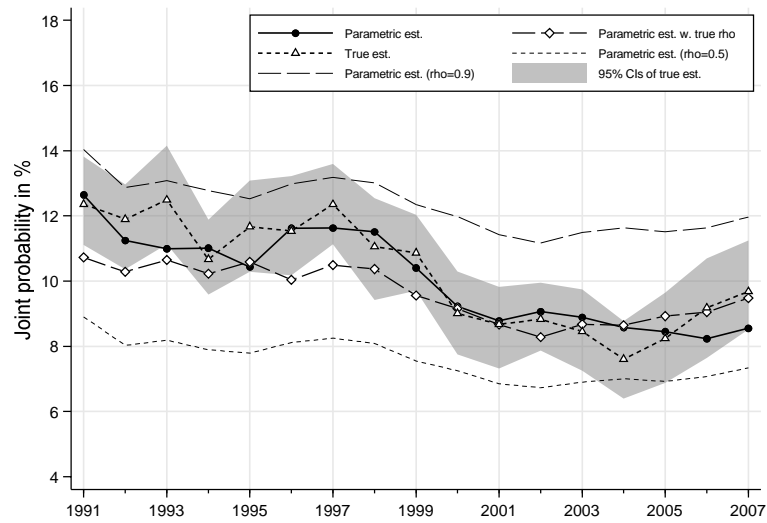 18
16
14
12
10
8
6
4
Joint probability in %
Parametric est.
True est.
Parametric est. (rho=0.9)
Parametric est. w. true rho
Parametric est. (rho=0.5)
95% CIs of true est.
1991 1993 1995 1997 1999 2001 2003 2005 2007